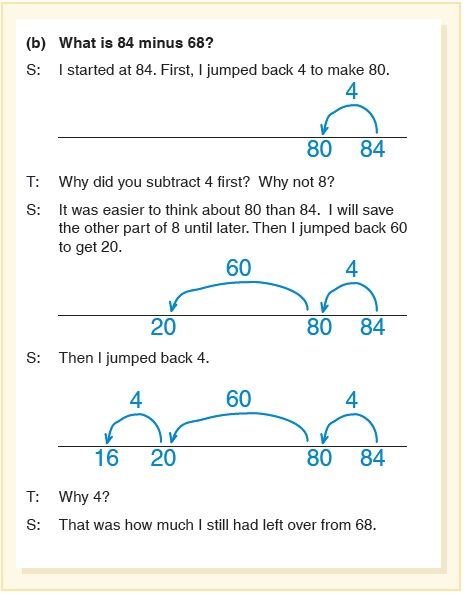 (b) What is 84 minus 68?
S: I started at 84. First, I jumped back 4 to make 80.
4
80 84
T: Why did you subtract 4 first? Why not 8?
S: It was easier to think about 80 than 84. I will save
the other part of 8 until later. Then I jumped back 60
to get 20.
60 4
20 80 84
S: Then I jumped back 4.
4 60 4
16 20 80 84
T: Why 4?
S: That was how much I still had left over from 68.